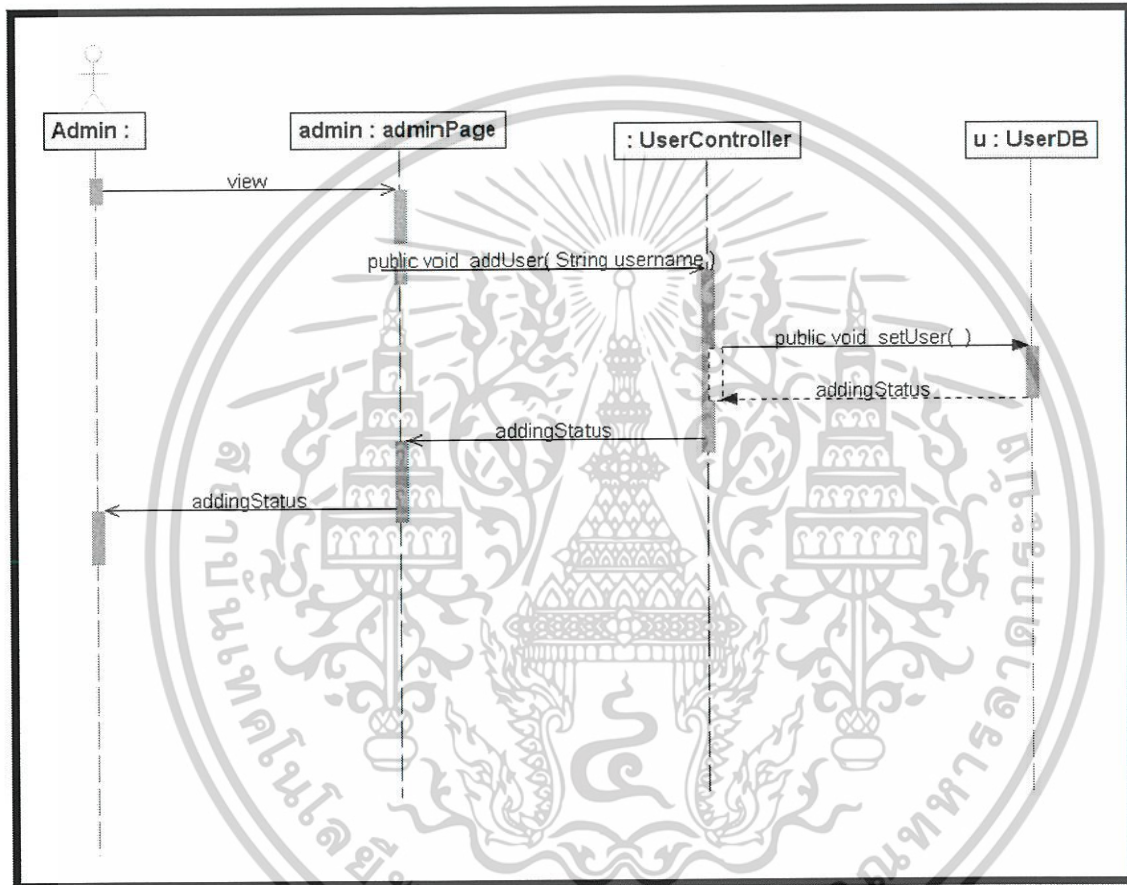 Admin :
admin : adminPage
: UserController
u : UserDB
view
public void addUser( String username )
public void setUser( )
addingStatus
addingStatus
addingStatus